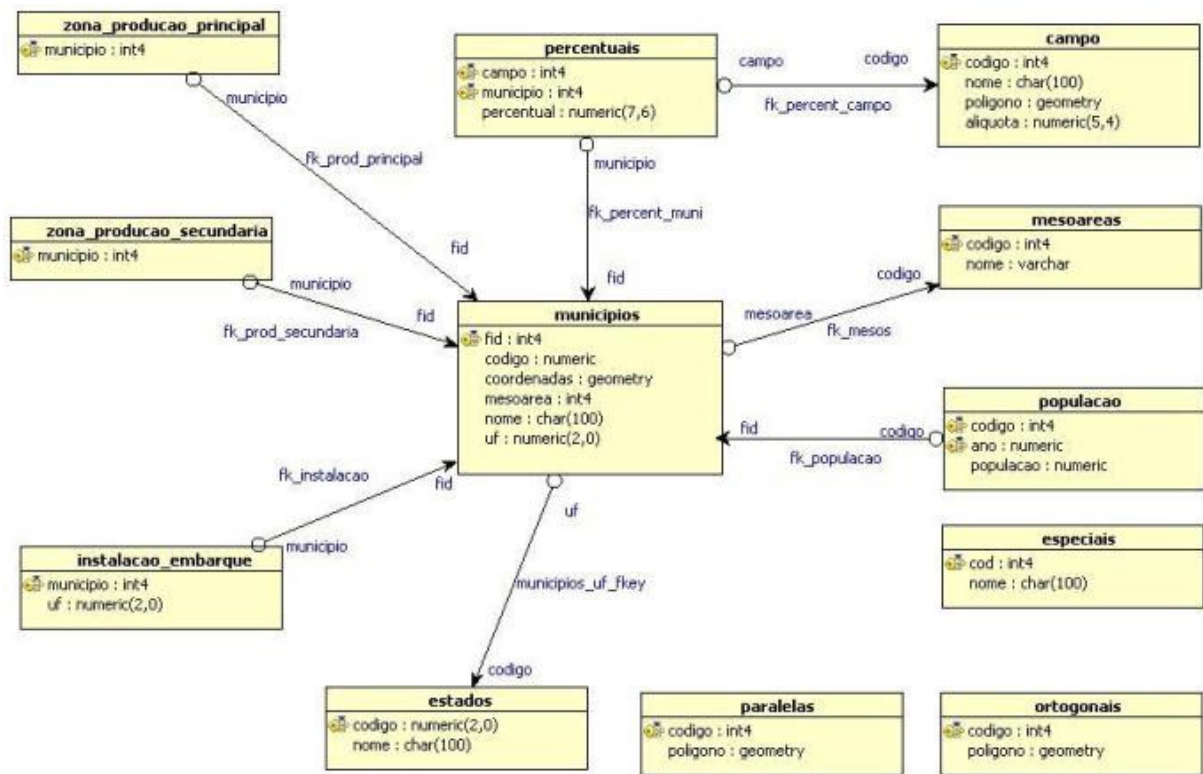 zona_producao_principal
municipio : int4
municipio
fk_prod_principal
fid
percentuais
campo : int4
municipio : int4
percentual : numeric(7,6)
campo
codigo
fk_percent_campo
campo
codigo : int4
nome : char(100)
poligono : geometry
aliquota : numeric(5,4)
municipio
fk_percent_muni
fid
zona_producao_secundaria
municipio : int4
municipio
fid
fk_prod_secundaria
mesoareas
codigo : int4
nome : varchar
codigo
mesoarea
fk_mesos
municipios
fid : int4
codigo : numeric
coordenadas : geometry
mesoarea : int4
nome : char(100)
uf : numeric(2,0)
populacao
codigo : int4
ano : numeric
populacao : numeric
fid
codigo
fk_populacao
fk_instalacao
fid
municipio
instalacao_embarque
municipio : int4
uf : numeric(2,0)
uf
municipios_uf_fkey
codigo
especiais
cod : int4
nome : char(100)
estados
codigo : numeric(2,0)
nome : char(100)
paralelas
codigo : int4
poligono : geometry
ortogonais
codigo : int4
poligono : geometry